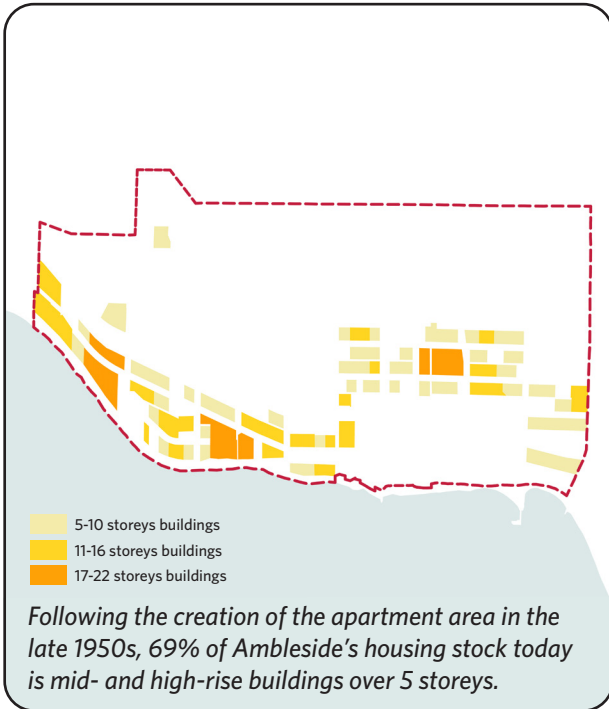 5-10 storeys buildings
11-16 storeys buildings
17-22 storeys buildings
Following the creation of the apartment area in the
late 1950s, 69% of Ambleside's housing stock today
is mid- and high-rise buildings over 5 storeys.